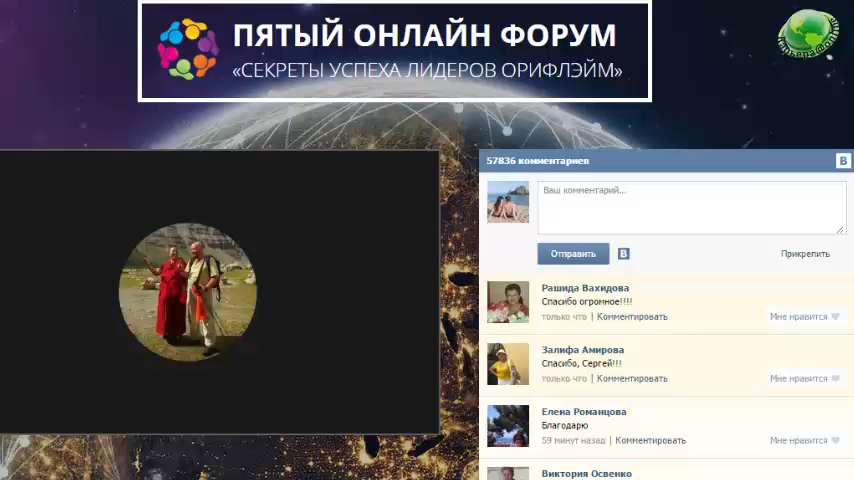 ПЯТЫЙ ОНЛАЙН ФОРУМ
«СЕКРЕТЫ УСПЕХА ЛИДЕРОВ ОРИФЛЭЙМ»
57836 комментариев
B
Ваш комментарий...
Отправить
B
Прикрепить
Рашида Вахидова
Спасибо огромное!!!!
только что | Комментировать
Мне нравится
Залифа Амирова
Спасибо, Сергей!!!
только что | Комментировать
Мне нравится
Елена Романцова
Благодарю
59 минут назад | Комментировать
Мне нравится
Виктория Освенко